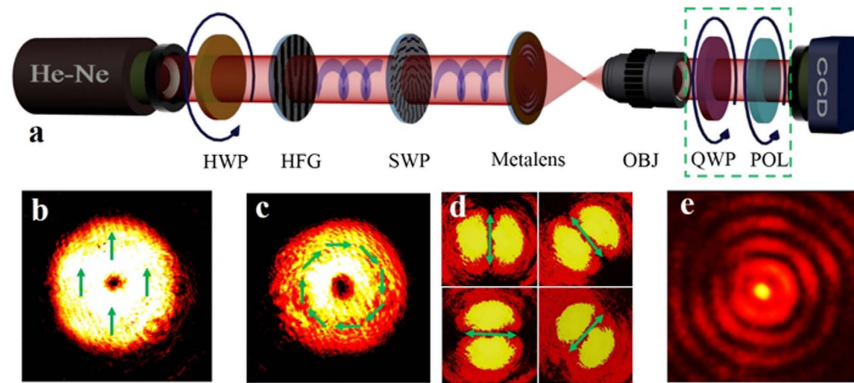 He-Ne
CCD
a
HWP HFG SWP Metalens OBJ QWP POL
b c d e